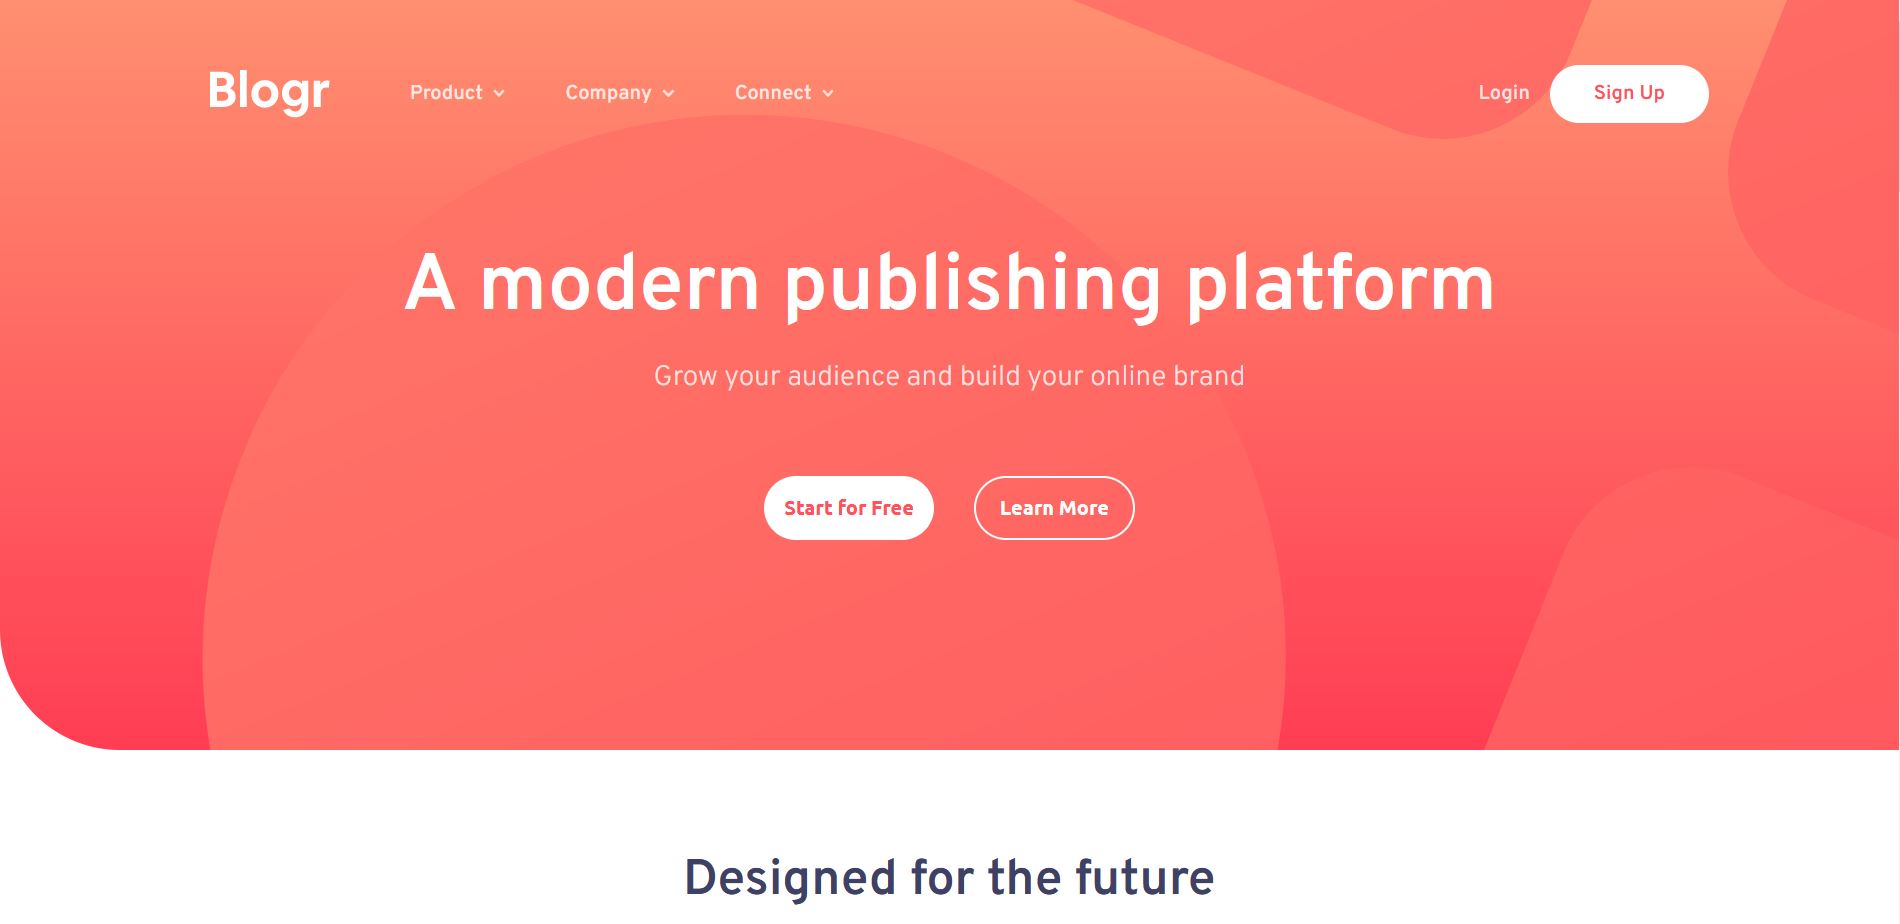 Blogr Product Company Connect Login Sign Up
A modern publishing platform
Grow your audience and build your online brand
Start for Free Learn More
Designed for the future